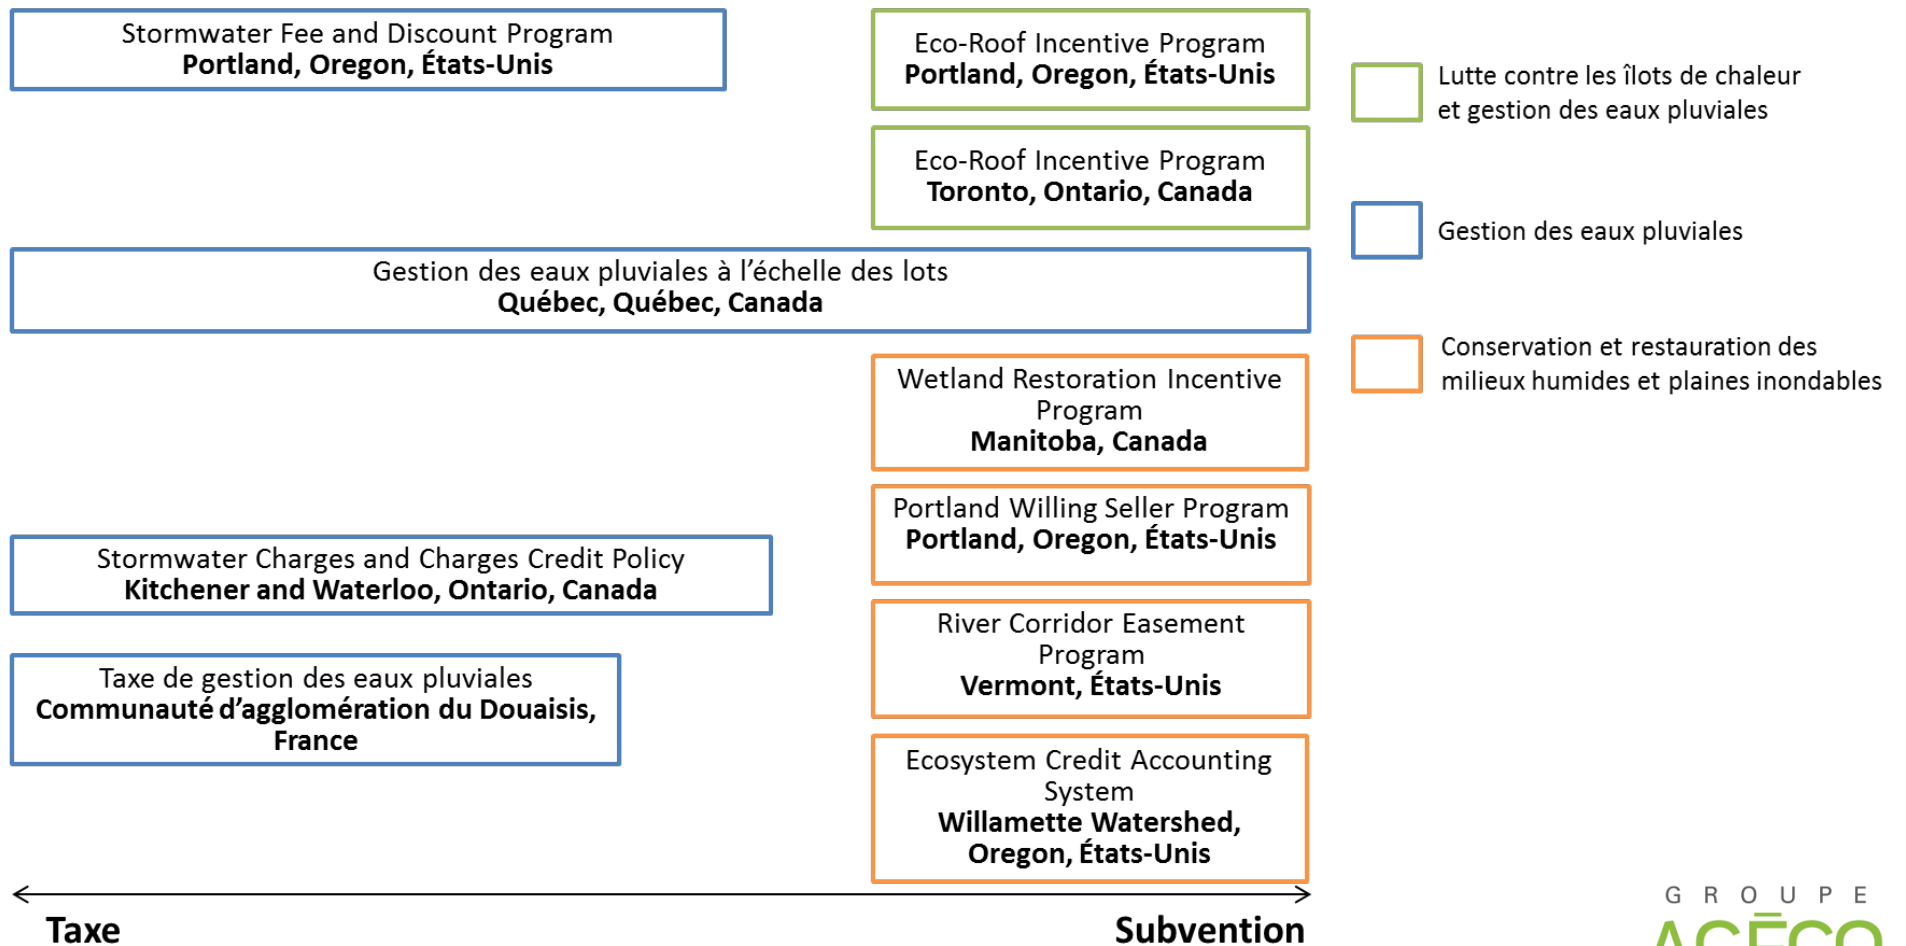 Stormwater Fee and Discount Program
Portland, Oregon, États-Unis
Eco-Roof Incentive Program
Portland, Oregon, États-Unis
Eco-Roof Incentive Program
Toronto, Ontario, Canada
Gestion des eaux pluviales à l'échelle des lots
Québec, Québec, Canada
Wetland Restoration Incentive
Program
Manitoba, Canada
Portland Willing Seller Program
Portland, Oregon, États-Unis
Stormwater Charges and Charges Credit Policy
Kitchener and Waterloo, Ontario, Canada
River Corridor Easement
Program
Vermont, États-Unis
Taxe de gestion des eaux pluviales
Communauté d'agglomération du Douaisis,
France
Ecosystem Credit Accounting
System
Willamette Watershed,
Oregon, États-Unis
Taxe
Subvention
Lutte contre les îlots de chaleur
et gestion des eaux pluviales
Gestion des eaux pluviales
Conservation et restauration des
milieux humides et plaines inondables
GROUPE
AGÉCO